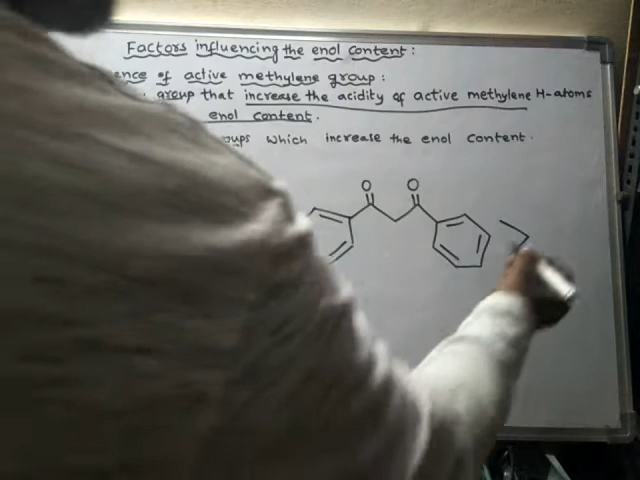 Factors influencing the enol content :
ence of active methylene group :
group that increase the acidity of active methylene H-atoms
enol content.
oups which increase the enol content.
O O
>